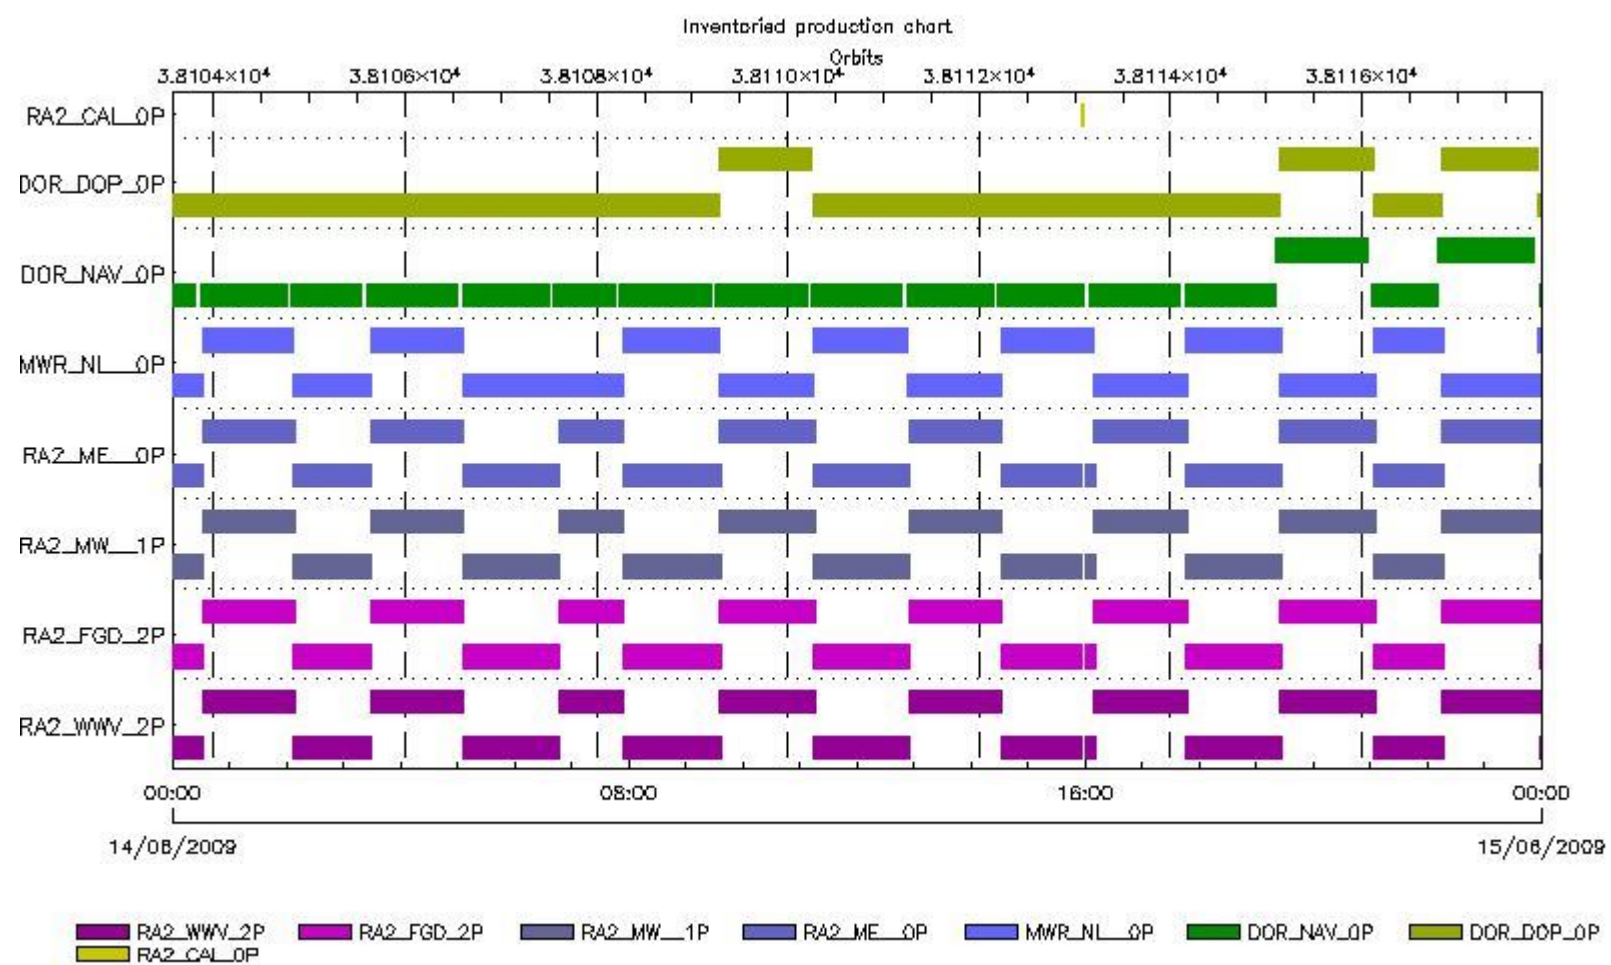 Inventoried production chart
Orbits
3.8104×10⁴ 3.8106×10⁴ 3.8108×10⁴ 3.8110×10⁴ 3.8112×10⁴ 3.8114×10⁴ 3.8116×10⁴
RA2_CAL_0P
DOR_DOP_0P
DOR_NAV_0P
MWR_NL__0P
RA2_ME__0P
RA2_MW__1P
RA2_FGD_2P
RA2_WWV_2P
00:00 08:00 16:00 00:00
14/06/2009 15/06/2009
RA2_WWV_2P RA2_FGD_2P RA2_MW__1P RA2_ME__0P MWR_NL__0P DOR_NAV_0P DOR_DOP_0P
RA2_CAL_0P